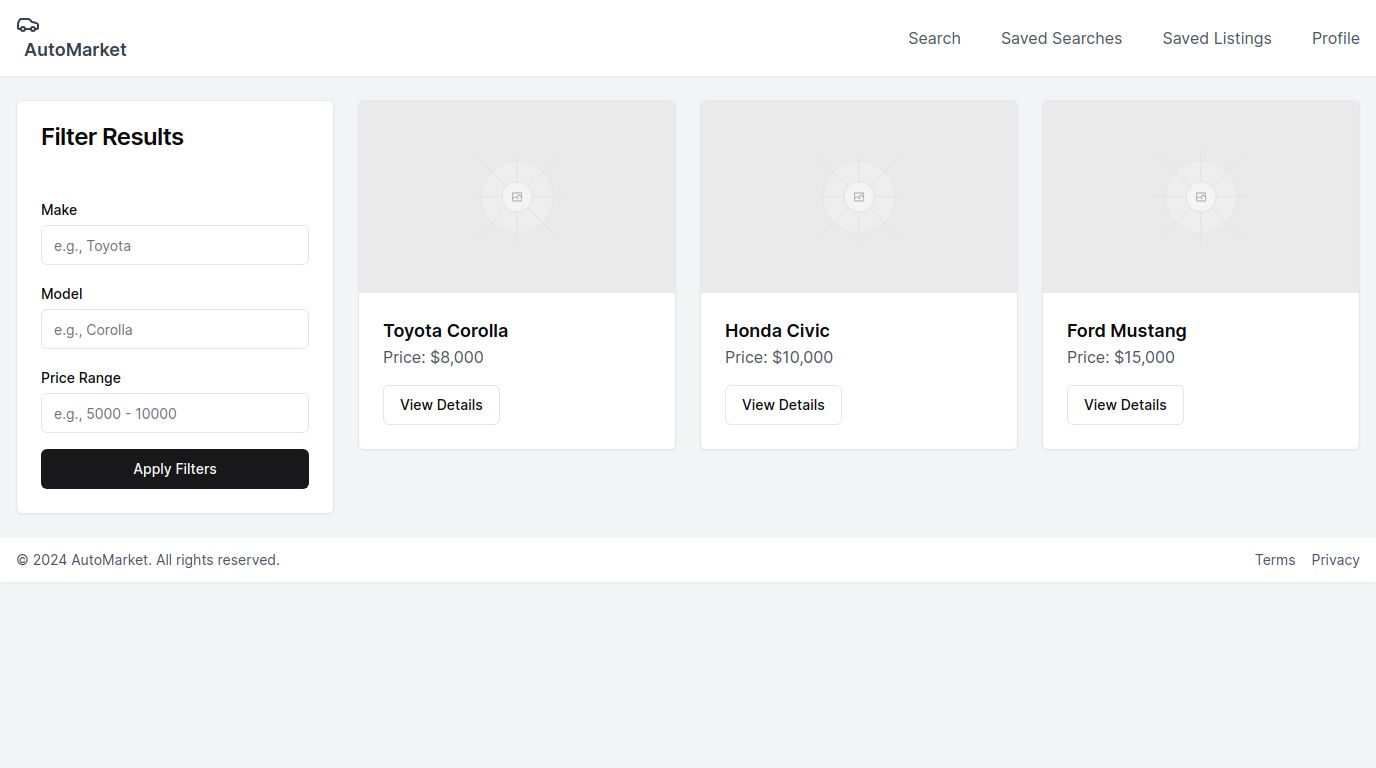 AutoMarket
Search
Saved Searches
Saved Listings
Profile
Filter Results
Make
e.g., Toyota
Model
e.g., Corolla
Price Range
e.g., 5000 - 10000
Apply Filters
Toyota Corolla
Price: $8,000
View Details
Honda Civic
Price: $10,000
View Details
Ford Mustang
Price: $15,000
View Details
© 2024 AutoMarket. All rights reserved.
Terms
Privacy